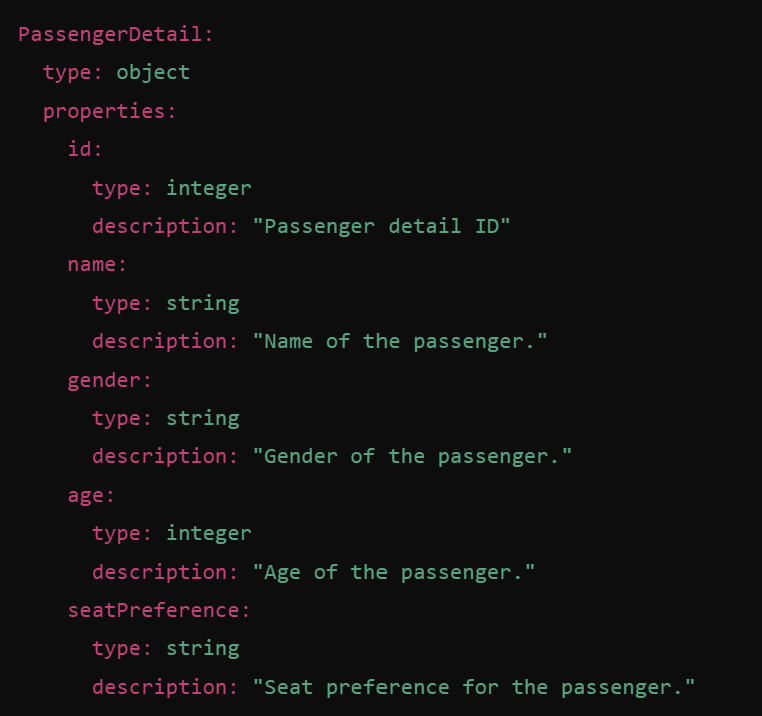 PassengerDetail:
  type: object
  properties:
    id:
      type: integer
      description: "Passenger detail ID"
    name:
      type: string
      description: "Name of the passenger."
    gender:
      type: string
      description: "Gender of the passenger."
    age:
      type: integer
      description: "Age of the passenger."
    seatPreference:
      type: string
      description: "Seat preference for the passenger."